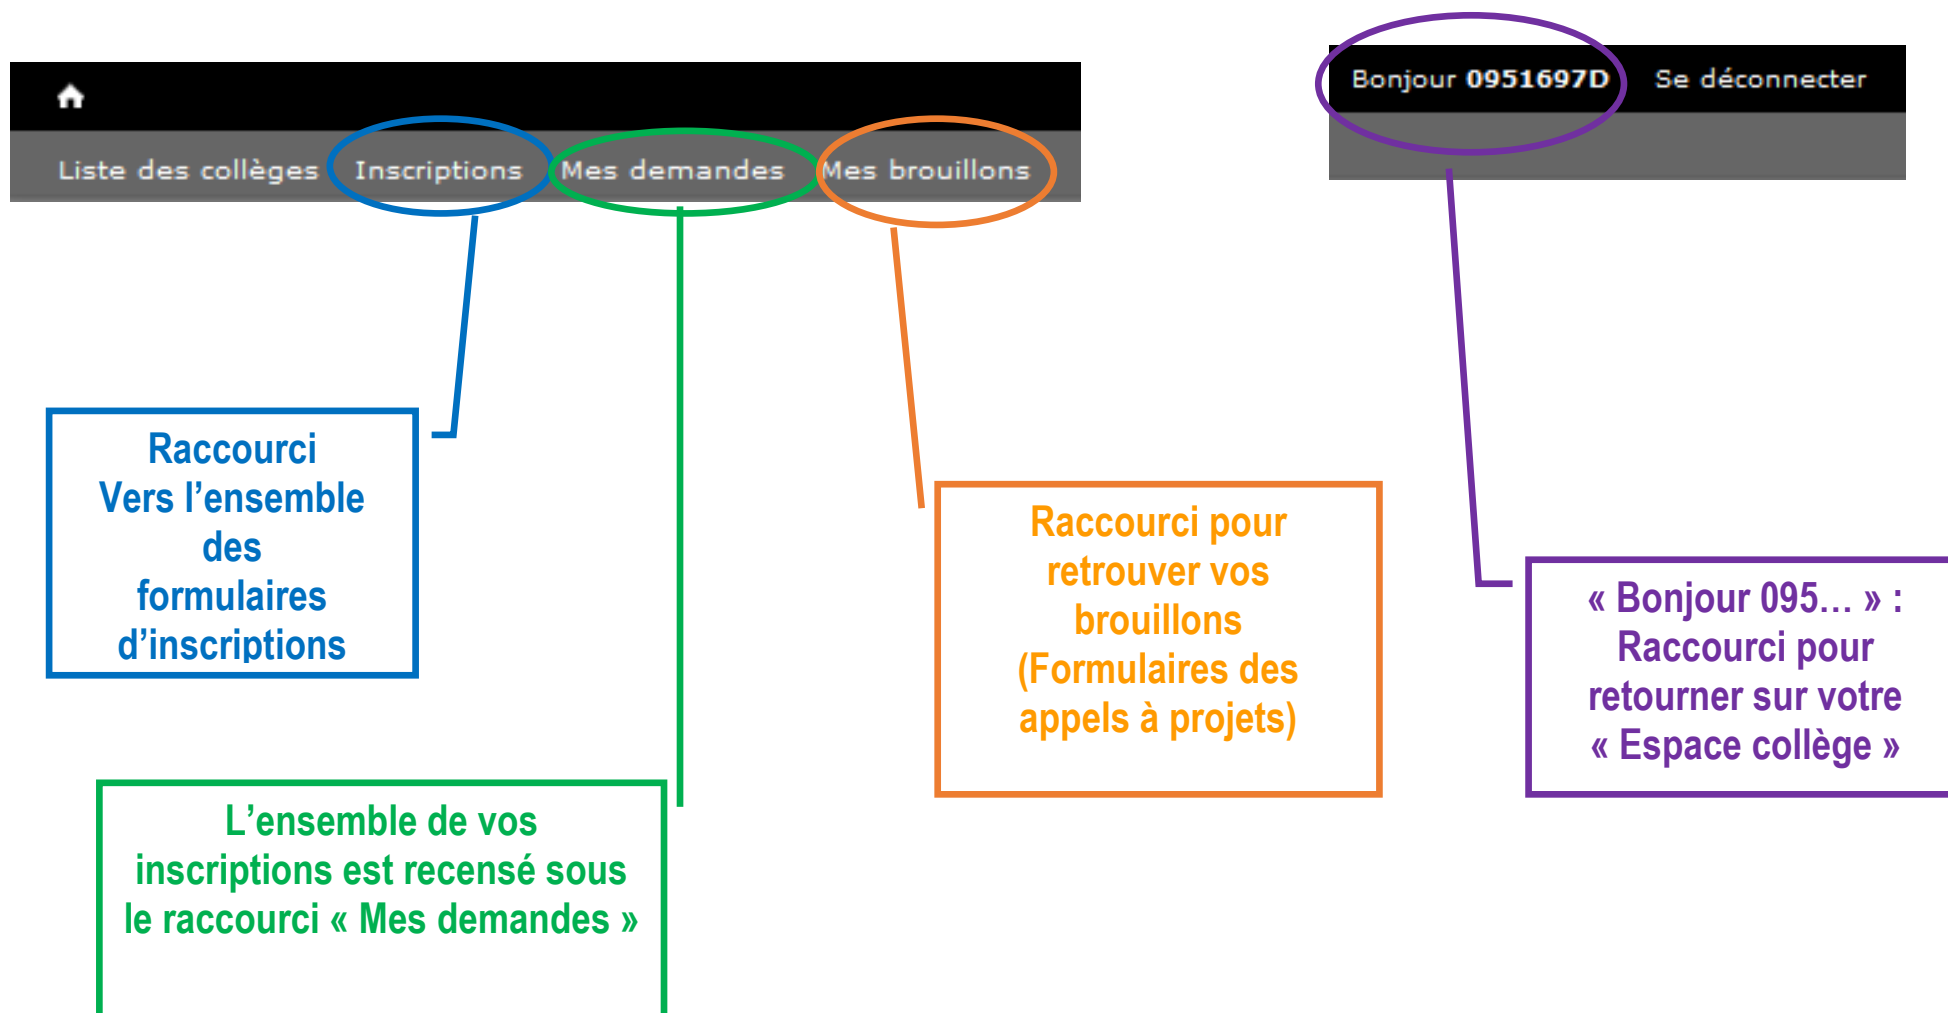 Bonjour 0951697D Se déconnecter
Liste des collèges Inscriptions Mes demandes Mes brouillons
Raccourci
Vers l’ensemble
des
formulaires
d’inscriptions
Raccourci pour
retrouver vos
brouillons
(Formulaires des
appels à projets)
« Bonjour 095… » :
Raccourci pour
retourner sur votre
« Espace collège »
L’ensemble de vos
inscriptions est recensé sous
le raccourci « Mes demandes »